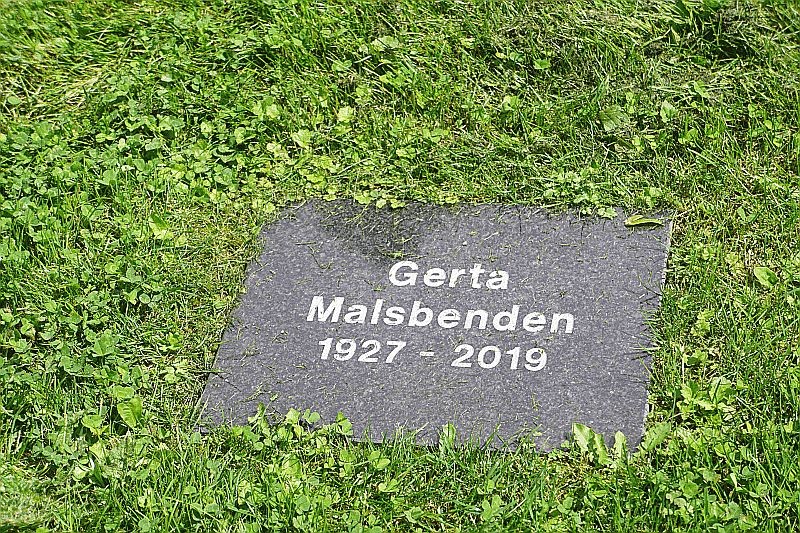 Gerta
Malsbenden
1927 - 2019